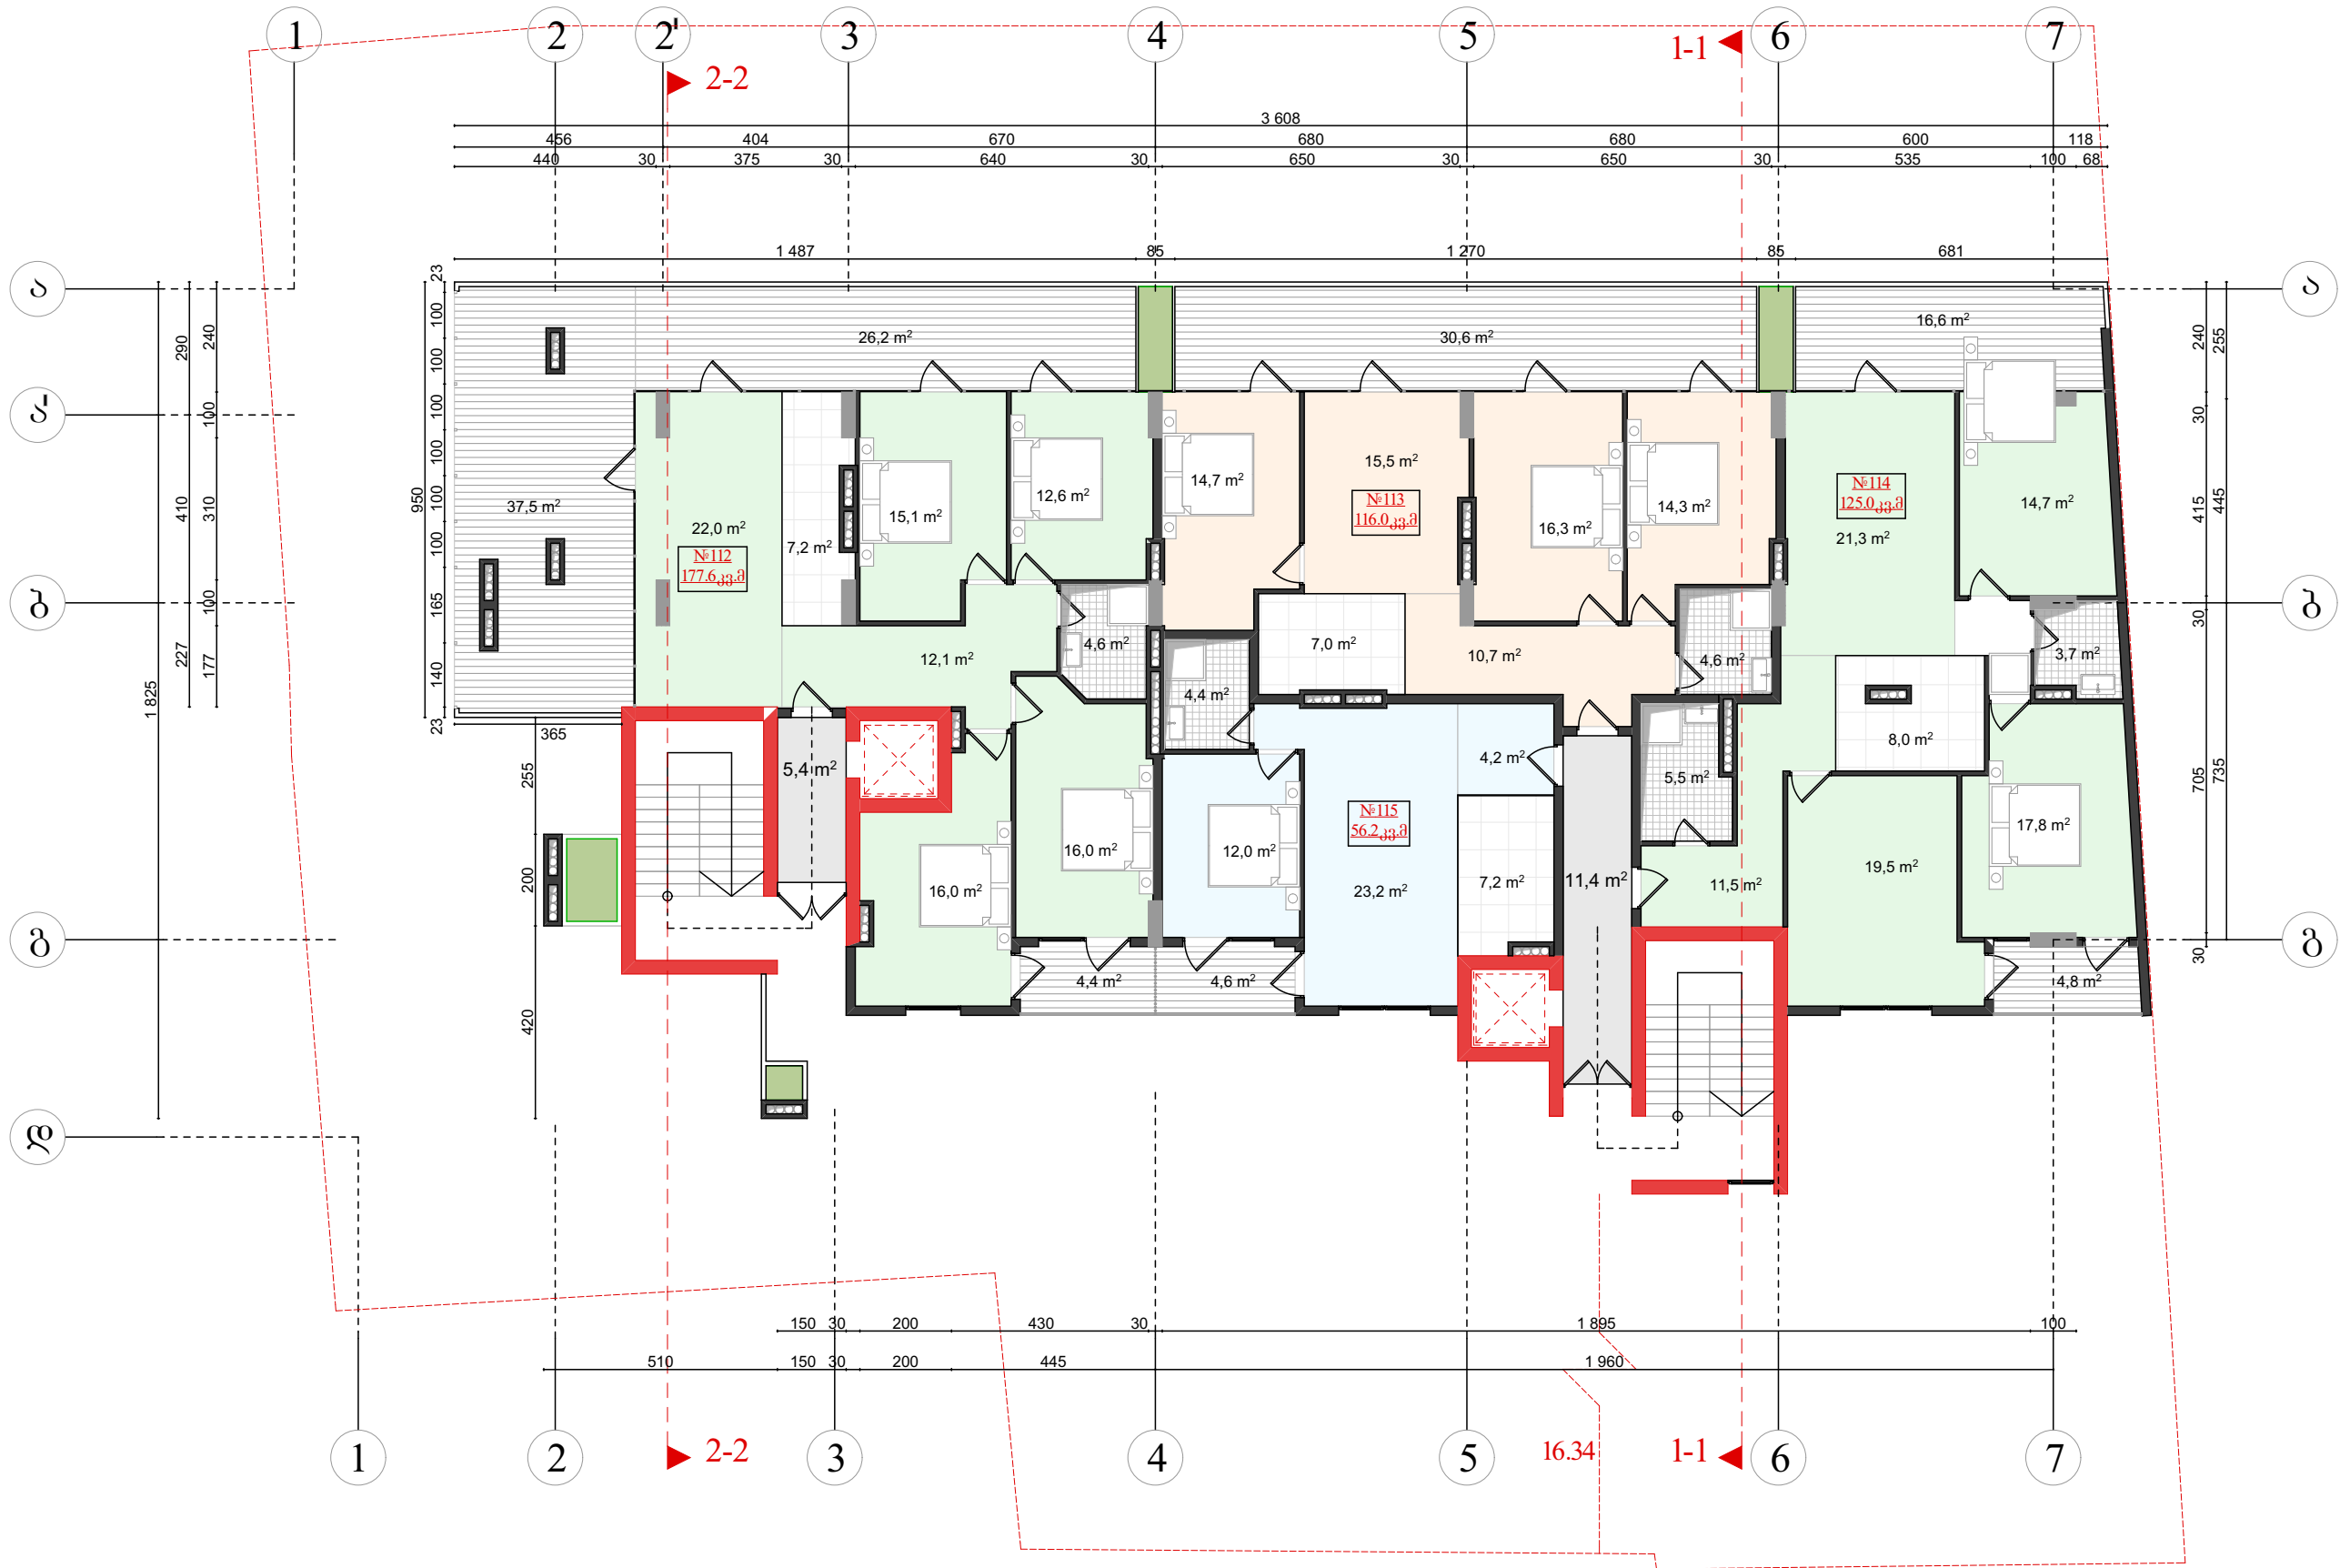 1 2 2' 3 4 5 1-1 6 7
2-2
3 608
456 404 670 680 680 600 118
440 30 375 30 640 30 650 30 650 30 535 100 68
1 487 85 1 270 85 681
ა ა
ა'
ბ ბ
გ გ
დ
1 825
290 410 227
240 100 310 100 177
950
23 100 100 100 100 100 100 165 140 23
240 30 415 30 705 30
255 445 735
365
255
200
420
26,2 m²
30,6 m²
16,6 m²
37,5 m²
22,0 m²
№112
177.6კვ.მ
7,2 m²
15,1 m²
12,6 m²
14,7 m²
15,5 m²
№113
116.0კვ.მ
16,3 m²
14,3 m²
№114
125.0კვ.მ
21,3 m²
14,7 m²
12,1 m²
4,6 m²
4,4 m²
7,0 m²
10,7 m²
4,6 m²
3,7 m²
5,4 m²
4,2 m²
5,5 m²
8,0 m²
16,0 m²
16,0 m²
12,0 m²
№115
56.2კვ.მ
23,2 m²
7,2 m²
11,4 m²
11,5 m²
19,5 m²
17,8 m²
4,4 m²
4,6 m²
4,8 m²
150 30 200 430 30 1 895 100
510 150 30 200 445 1 960
1 2 2-2 3 4 5 16.34 1-1 6 7